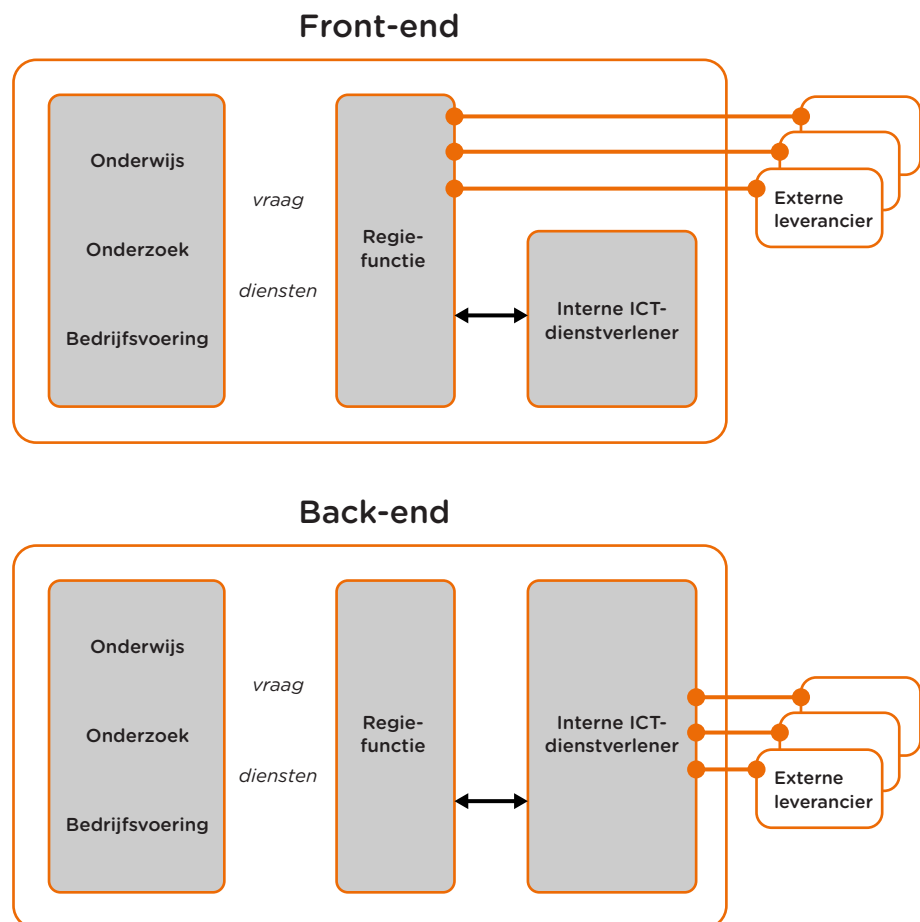 Front-end
Onderwijs
Onderzoek
Bedrijfsvoering
vraag
diensten
Regie-
functie
Interne ICT-
dienstverlener
Externe
leverancier
Back-end
Onderwijs
Onderzoek
Bedrijfsvoering
vraag
diensten
Regie-
functie
Interne ICT-
dienstverlener
Externe
leverancier